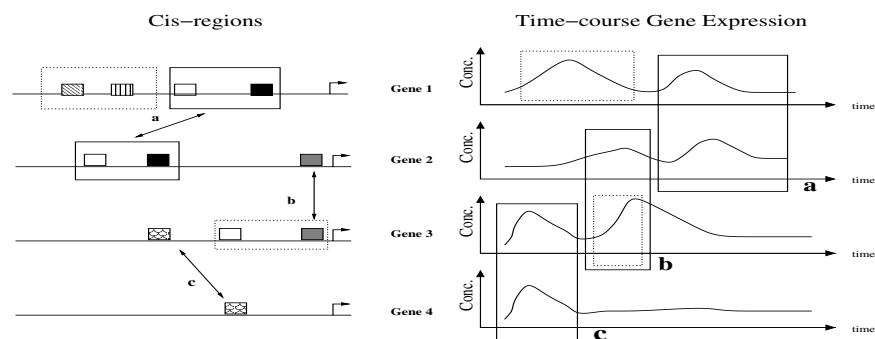 Cis−regions
Time−course Gene Expression
Gene 1
a
Gene 2
b
Gene 3
c
Gene 4
Conc.
time
Conc.
a
time
Conc.
b
time
Conc.
c
time